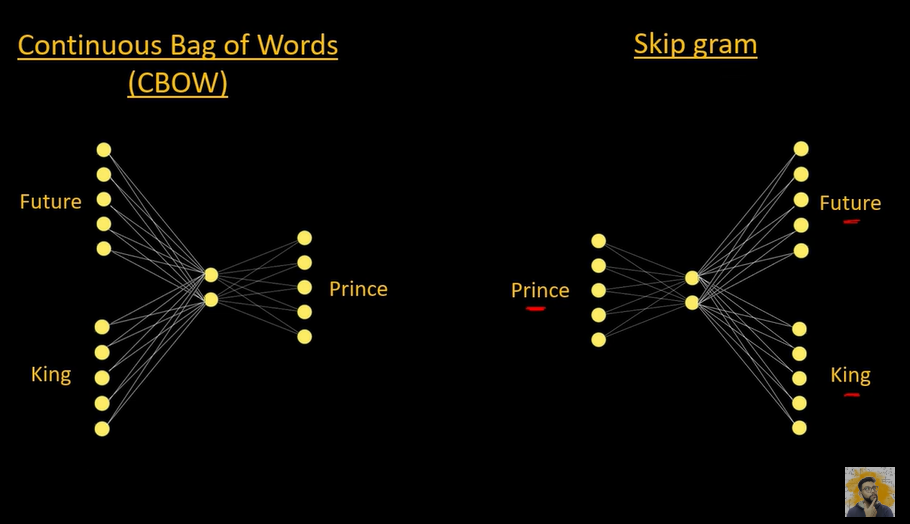 Continuous Bag of Words
(CBOW)
Skip gram
Future
King
Prince
Prince
Future
King